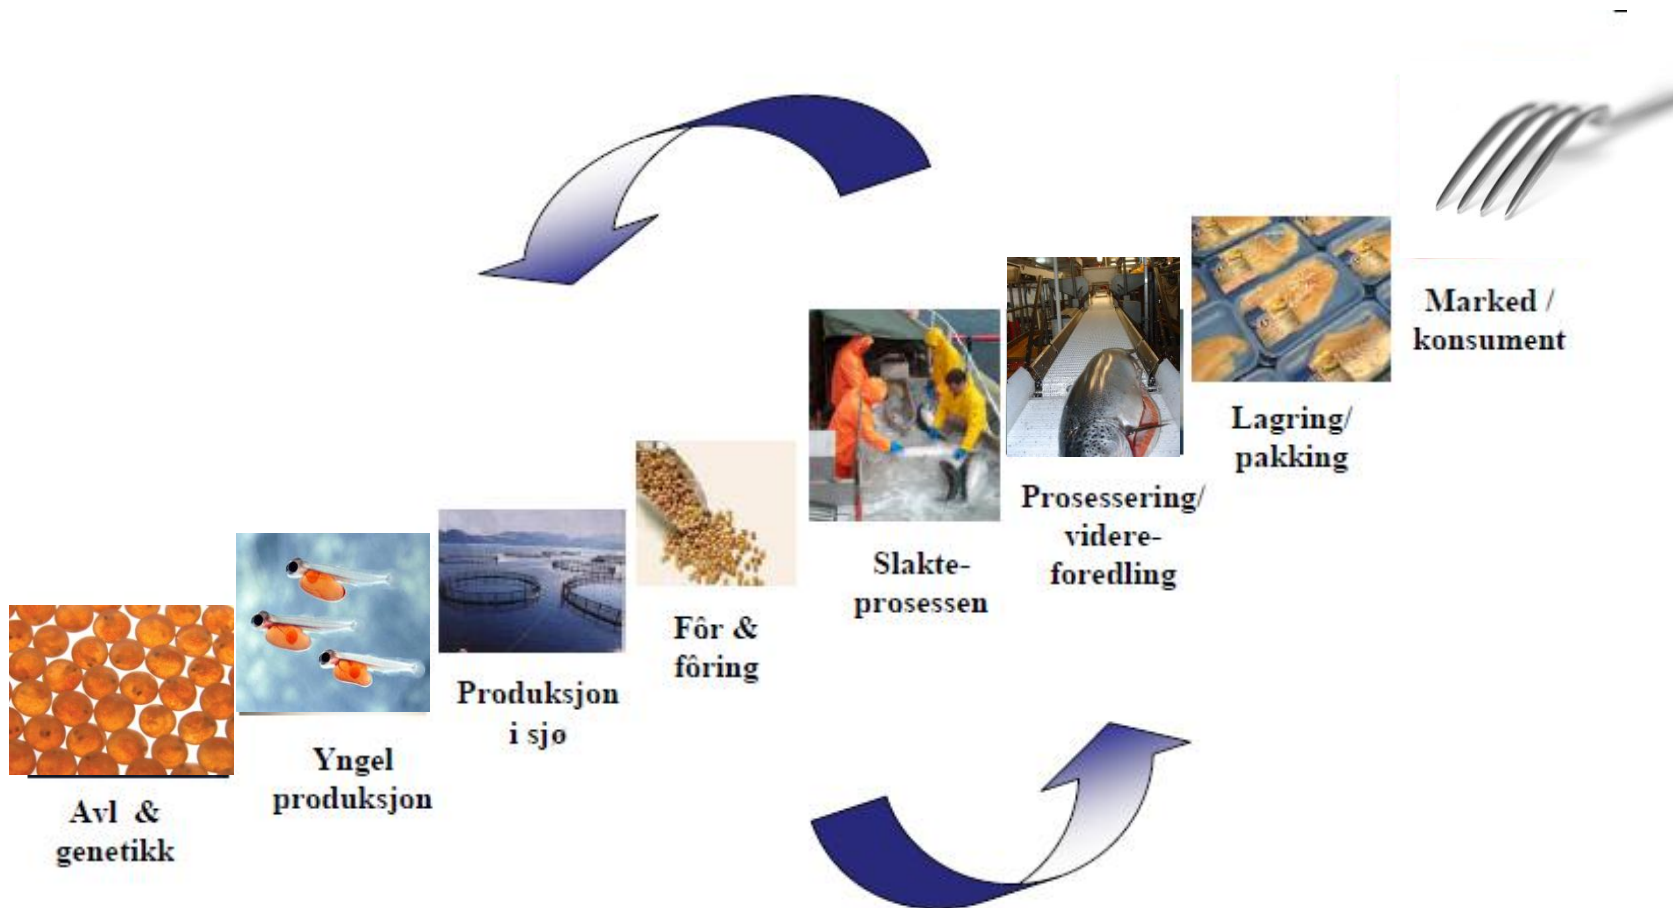 Avl & 
genetikk
Yngel
produksjon
Produksjon
i sjø
Fôr &
fôring
Slakte-
prosessen
Prosessering/
videre-
foredling
Lagring/
pakking
Marked /
konsument